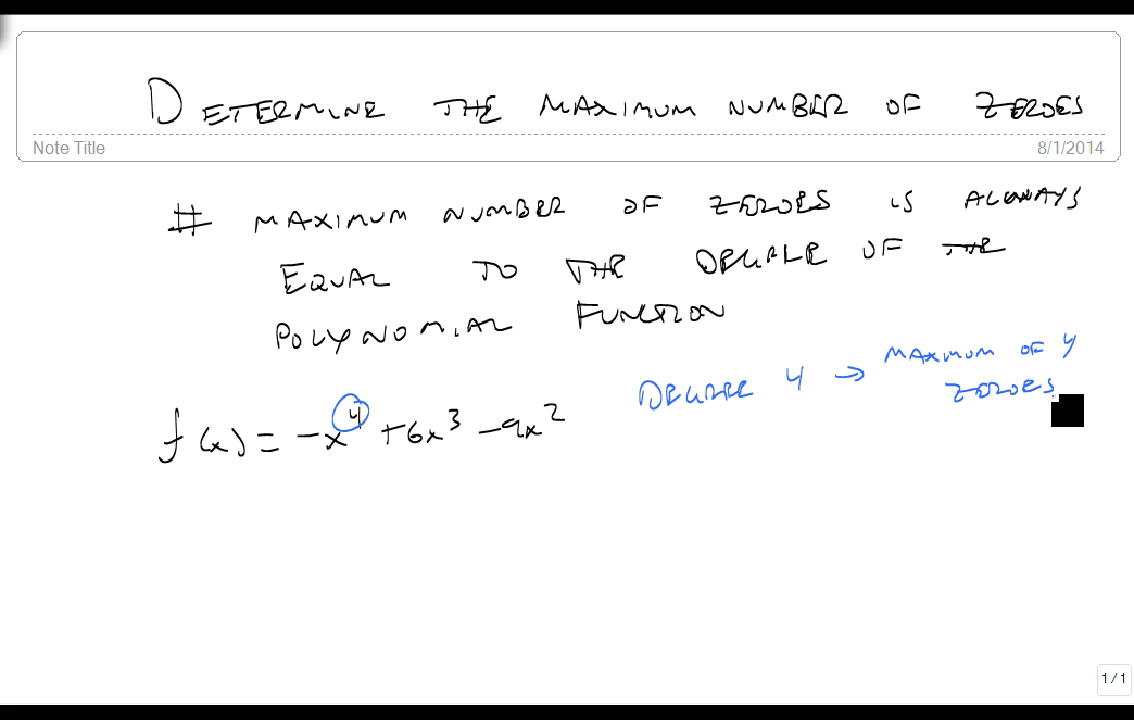 DETERMINE THE MAXIMUM NUMBER OF ZEROES
Note Title
8/1/2014
# MAXIMUM NUMBER OF ZEROES IS ALWAYS
EQUAL TO THE DEGREE OF THE
POLYNOMIAL FUNCTION
DEGREE 4 → MAXIMUM OF 4
ZEROES.
f(x) = -x⁴ + 6x³ - 9x²
1 / 1